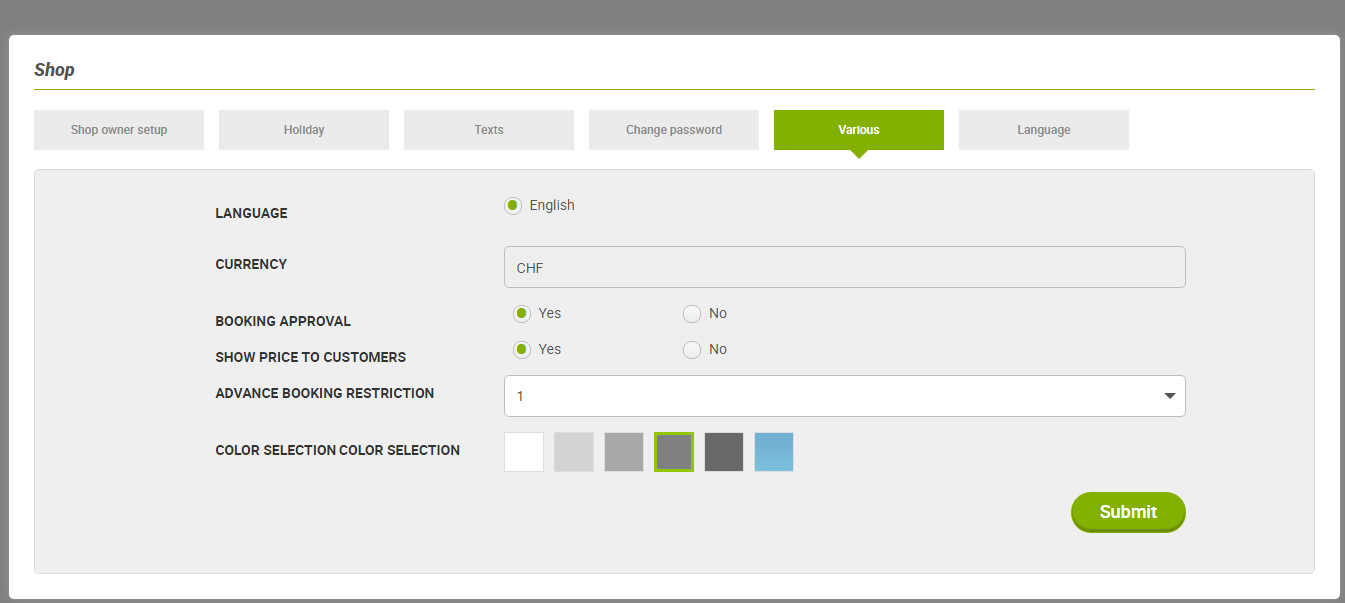 Shop
Shop owner setup
Holiday
Texts
Change password
Various
Language
LANGUAGE
English
CURRENCY
CHF
BOOKING APPROVAL
Yes
No
SHOW PRICE TO CUSTOMERS
Yes
No
ADVANCE BOOKING RESTRICTION
1
COLOR SELECTION COLOR SELECTION
Submit